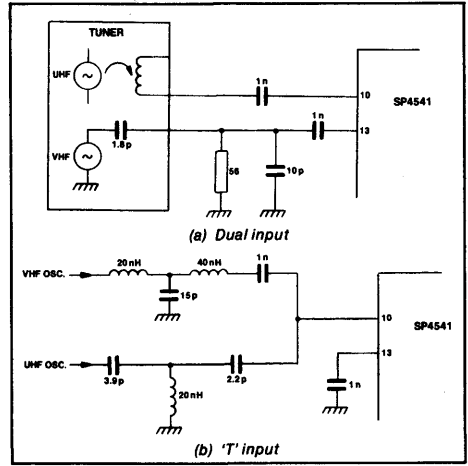 TUNER
UHF
VHF
1.8p
1n
1n
56
10p
10
13
SP4541
(a) Dual input
VHF OSC.
20nH
40nH
1n
15p
UHF OSC.
3.9p
2.2p
20nH
10
13
1n
SP4541
(b) 'T' input